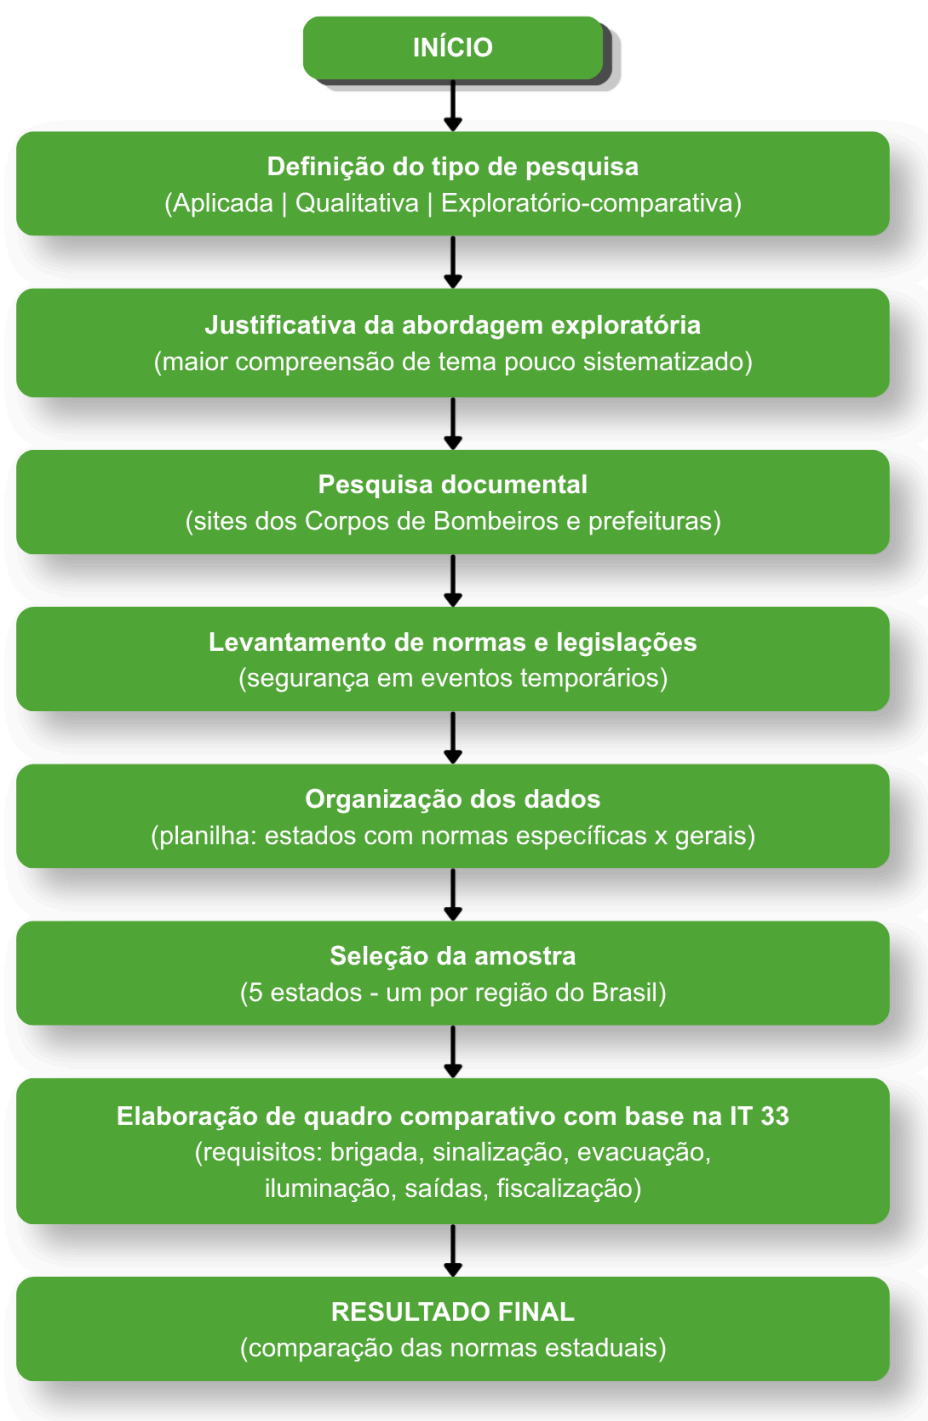 INÍCIO
Definição do tipo de pesquisa
(Aplicada | Qualitativa | Exploratório-comparativa)
Justificativa da abordagem exploratória
(maior compreensão de tema pouco sistematizado)
Pesquisa documental
(sites dos Corpos de Bombeiros e prefeituras)
Levantamento de normas e legislações
(segurança em eventos temporários)
Organização dos dados
(planilha: estados com normas específicas x gerais)
Seleção da amostra
(5 estados - um por região do Brasil)
Elaboração de quadro comparativo com base na IT 33
(requisitos: brigada, sinalização, evacuação,
iluminação, saídas, fiscalização)
RESULTADO FINAL
(comparação das normas estaduais)